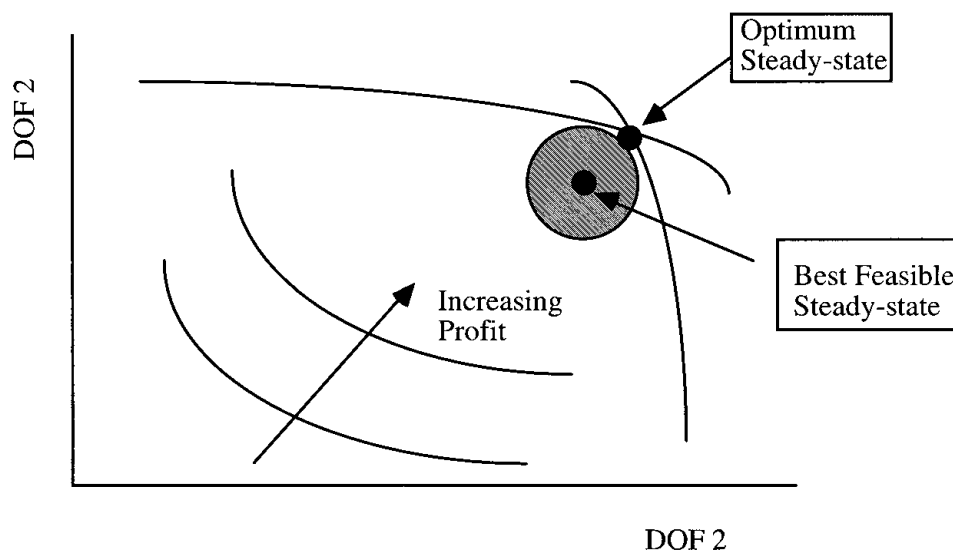 Optimum
Steady-state
DOF 2
Increasing
Profit
Best Feasible
Steady-state
DOF 2